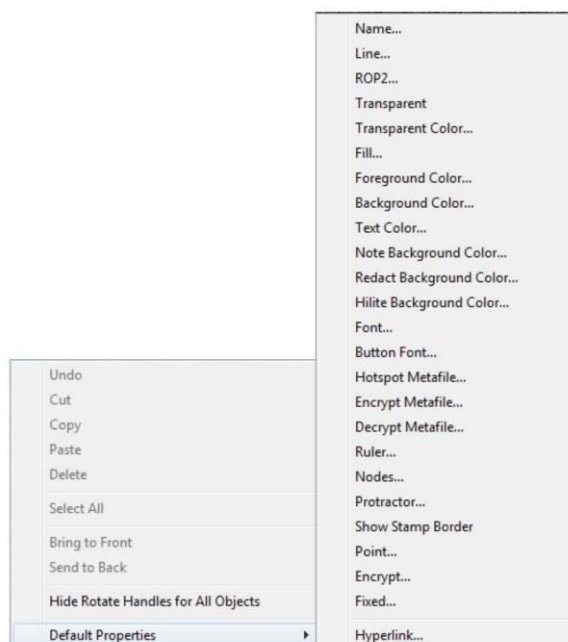 Name...
Line...
ROP2...
Transparent
Transparent Color...
Fill...
Foreground Color...
Background Color...
Text Color...
Note Background Color...
Redact Background Color...
Hilite Background Color...
Font...
Button Font...
Hotspot Metafile...
Encrypt Metafile...
Decrypt Metafile...
Ruler...
Nodes...
Protractor...
Show Stamp Border
Point...
Encrypt...
Fixed...
Hyperlink...
Undo
Cut
Copy
Paste
Delete
Select All
Bring to Front
Send to Back
Hide Rotate Handles for All Objects
Default Properties